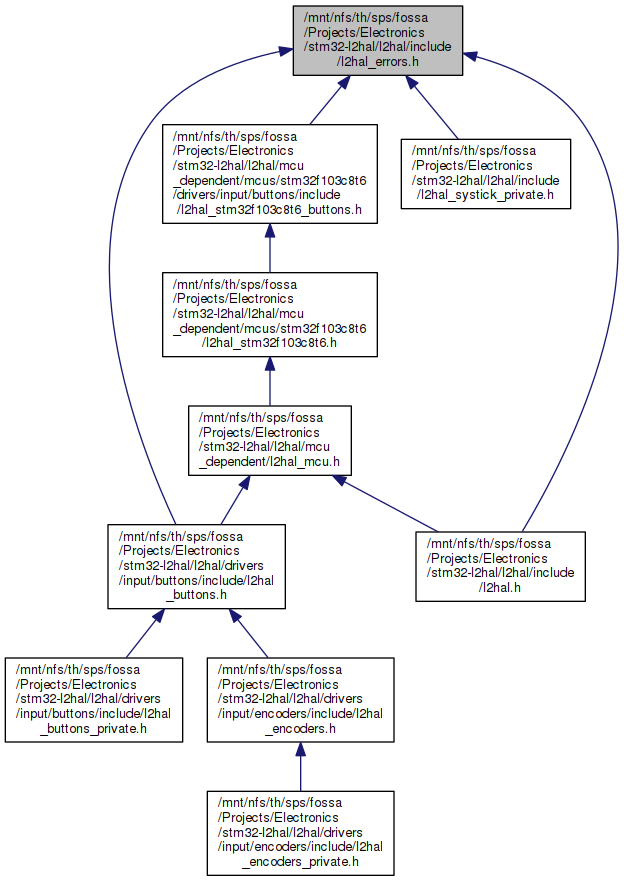 /mnt/nfs/th/sps/fossa
/Projects/Electronics
/stm32-l2hal/l2hal/include
/l2hal_errors.h
/mnt/nfs/th/sps/fossa
/Projects/Electronics
/stm32-l2hal/l2hal/mcu
_dependent/mcus/stm32f103c8t6
/drivers/input/buttons/include
/l2hal_stm32f103c8t6_buttons.h
/mnt/nfs/th/sps/fossa
/Projects/Electronics
/stm32-l2hal/l2hal/include
/l2hal_systick_private.h
/mnt/nfs/th/sps/fossa
/Projects/Electronics
/stm32-l2hal/l2hal/mcu
_dependent/mcus/stm32f103c8t6
/l2hal_stm32f103c8t6.h
/mnt/nfs/th/sps/fossa
/Projects/Electronics
/stm32-l2hal/l2hal/mcu
_dependent/l2hal_mcu.h
/mnt/nfs/th/sps/fossa
/Projects/Electronics
/stm32-l2hal/l2hal/drivers
/input/buttons/include/l2hal
_buttons.h
/mnt/nfs/th/sps/fossa
/Projects/Electronics
/stm32-l2hal/l2hal/include
/l2hal.h
/mnt/nfs/th/sps/fossa
/Projects/Electronics
/stm32-l2hal/l2hal/drivers
/input/buttons/include/l2hal
_buttons_private.h
/mnt/nfs/th/sps/fossa
/Projects/Electronics
/stm32-l2hal/l2hal/drivers
/input/encoders/include/l2hal
_encoders.h
/mnt/nfs/th/sps/fossa
/Projects/Electronics
/stm32-l2hal/l2hal/drivers
/input/encoders/include/l2hal
_encoders_private.h